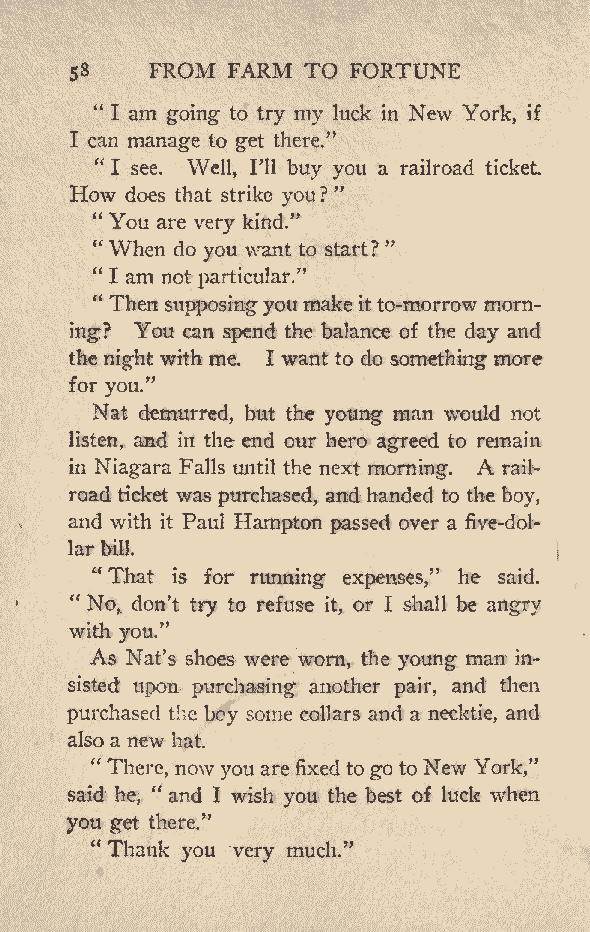 58 FROM FARM TO FORTUNE
“ I am going to try my luck in New York, if
I can manage to get there.”
“ I see. Well, I’ll buy you a railroad ticket.
How does that strike you? ”
“ You are very kind.”
“ When do you want to start? ”
“ I am not particular.”
“ Then supposing you make it to-morrow morn-
ing? You can spend the balance of the day and
the night with me. I want to do something more
for you.”
Nat demurred, but the young man would not
listen, and in the end our hero agreed to remain
in Niagara Falls until the next morning. A rail-
road ticket was purchased, and handed to the boy,
and with it Paul Hampton passed over a five-dol-
lar bill.
“ That is for running expenses,” he said.
“ No, don’t try to refuse it, or I shall be angry
with you.”
As Nat’s shoes were worn, the young man in-
sisted upon purchasing another pair, and then
purchased the boy some collars and a necktie, and
also a new hat.
“ There, now you are fixed to go to New York,”
said he, “ and I wish you the best of luck when
you get there.”
“ Thank you very much.”